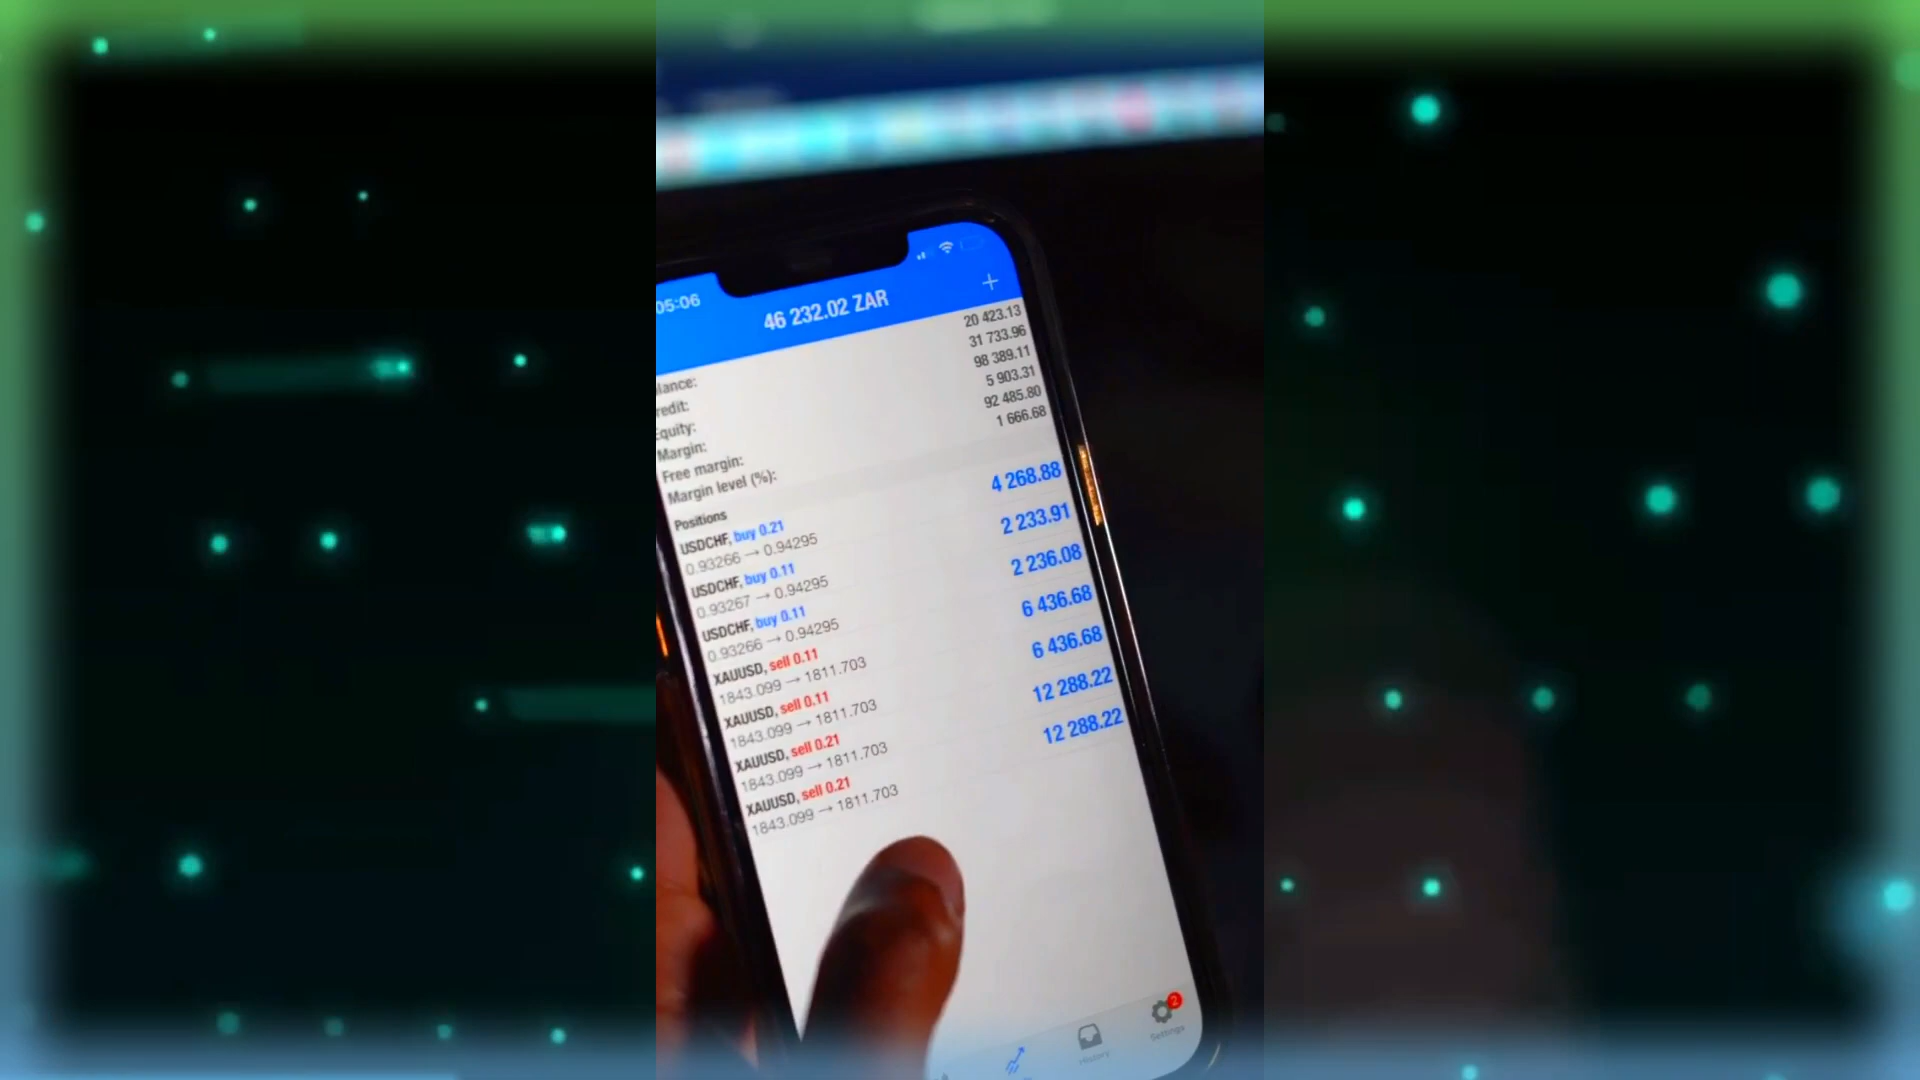 05:06
46 232.02 ZAR
lance: 20 423.13
redit: 31 733.96
Equity: 98 389.11
Margin: 5 903.31
Free margin: 92 485.80
Margin level (%): 1 666.68
Positions
USDCHF, buy 0.21 4 268.88
0.93266 → 0.94295
USDCHF, buy 0.11 2 233.91
0.93267 → 0.94295
USDCHF, buy 0.11 2 236.08
0.93266 → 0.94295
XAUUSD, sell 0.11 6 436.68
1843.099 → 1811.703
XAUUSD, sell 0.11 6 436.68
1843.099 → 1811.703
XAUUSD, sell 0.21 12 288.22
1843.099 → 1811.703
XAUUSD, sell 0.21 12 288.22
1843.099 → 1811.703
2
History
Settings